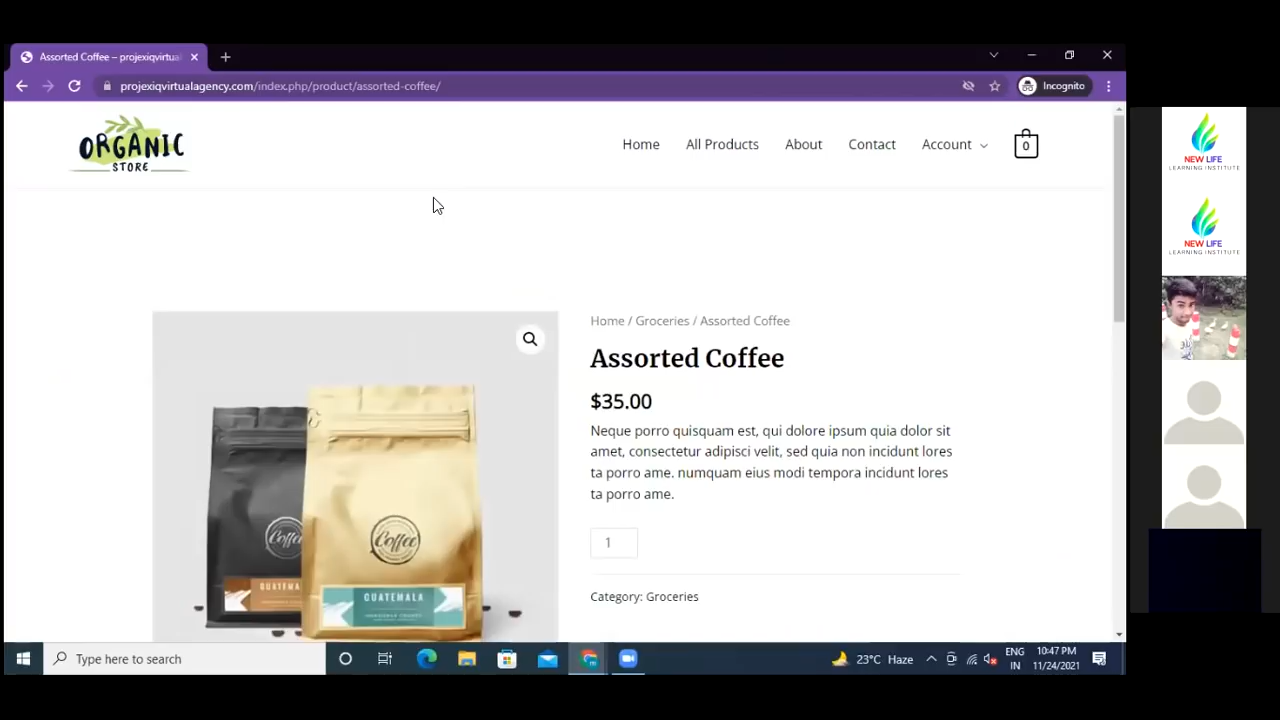 Assorted Coffee – projexiqvirtua
projexiqvirtualagency.com/index.php/product/assorted-coffee/
Incognito
ORGANIC
STORE
Home
All Products
About
Contact
Account
0
NEW LIFE
LEARNING INSTITUTE
NEW LIFE
LEARNING INSTITUTE
Home / Groceries / Assorted Coffee
Assorted Coffee
$35.00
Neque porro quisquam est, qui dolore ipsum quia dolor sit
amet, consectetur adipisci velit, sed quia non incidunt lores
ta porro ame. numquam eius modi tempora incidunt lores
ta porro ame.
1
Category: Groceries
Coffee
Coffee
GUATEMA
GUATEMALA
Type here to search
23°C Haze
ENG
IN
10:47 PM
11/24/2021